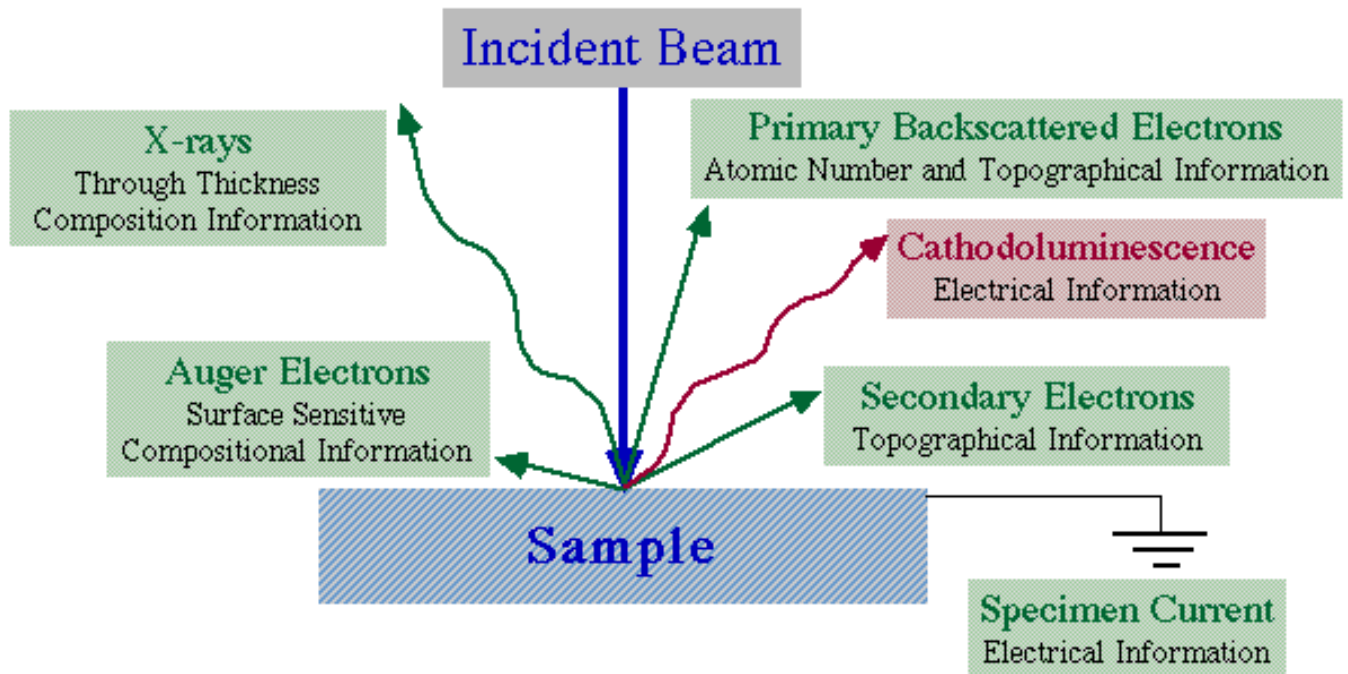 Incident Beam
X-rays
Through Thickness
Composition Information
Primary Backscattered Electrons
Atomic Number and Topographical Information
Cathodoluminescence
Electrical Information
Auger Electrons
Surface Sensitive
Compositional Information
Secondary Electrons
Topographical Information
Sample
Specimen Current
Electrical Information